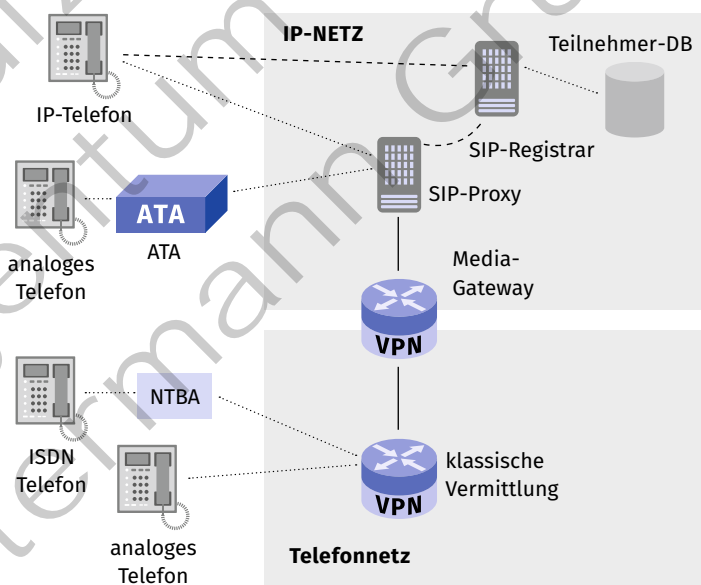 IP-NETZ
Teilnehmer-DB
IP-Telefon
SIP-Registrar
SIP-Proxy
ATA
ATA
analoges
Telefon
Media-
Gateway
VPN
NTBA
ISDN
Telefon
klassische
Vermittlung
VPN
analoges
Telefon
Telefonnetz